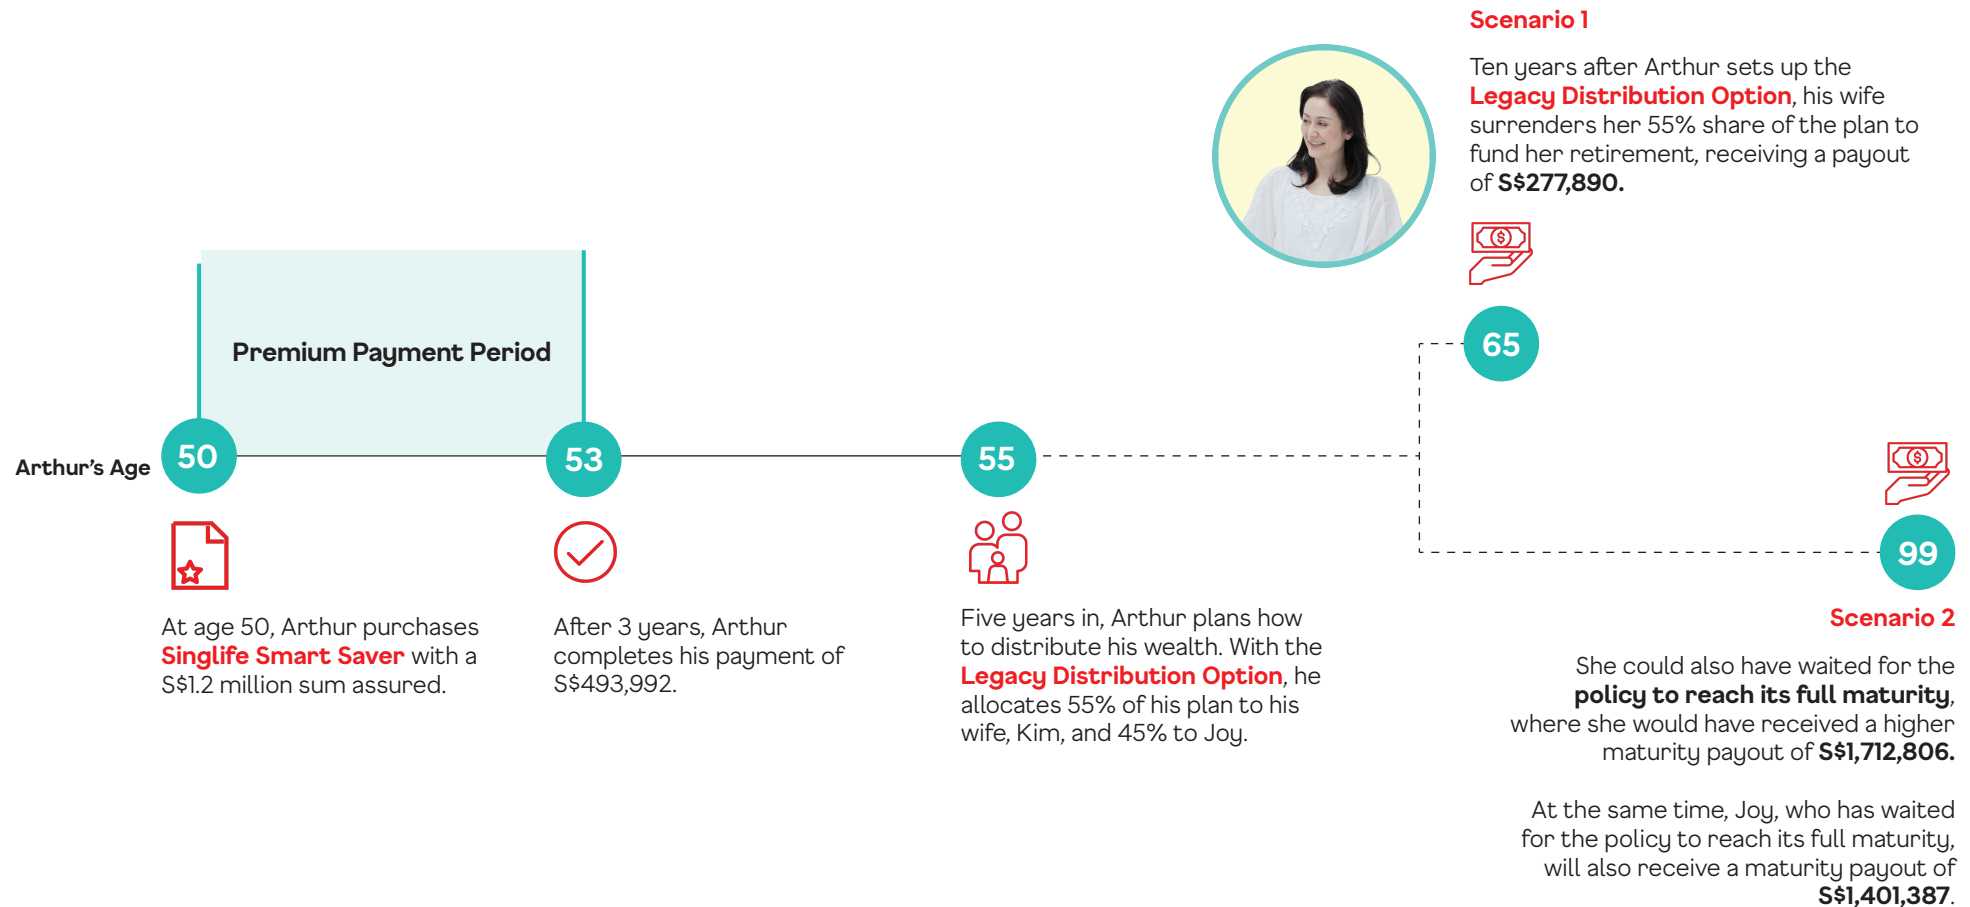 Scenario 1
Ten years after Arthur sets up the
Legacy Distribution Option, his wife
surrenders her 55% share of the plan to
fund her retirement, receiving a payout
of S$277,890.
$
65
Premium Payment Period
Arthur's Age
50
53
55
At age 50, Arthur purchases
Singlife Smart Saver with a
S$1.2 million sum assured.
After 3 years, Arthur
completes his payment of
S$493,992.
Five years in, Arthur plans how
to distribute his wealth. With the
Legacy Distribution Option, he
allocates 55% of his plan to his
wife, Kim, and 45% to Joy.
$
99
Scenario 2
She could also have waited for the
policy to reach its full maturity,
where she would have received a higher
maturity payout of S$1,712,806.
At the same time, Joy, who has waited
for the policy to reach its full maturity,
will also receive a maturity payout of
S$1,401,387.